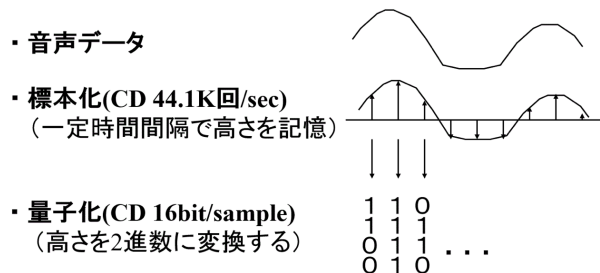 ・音声データ
・標本化(CD 44.1K回/sec)
（一定時間間隔で高さを記憶）
・量子化(CD 16bit/sample)
（高さを2進数に変換する）
1 1 0
1 1 1
0 1 1 ・・・
0 1 0